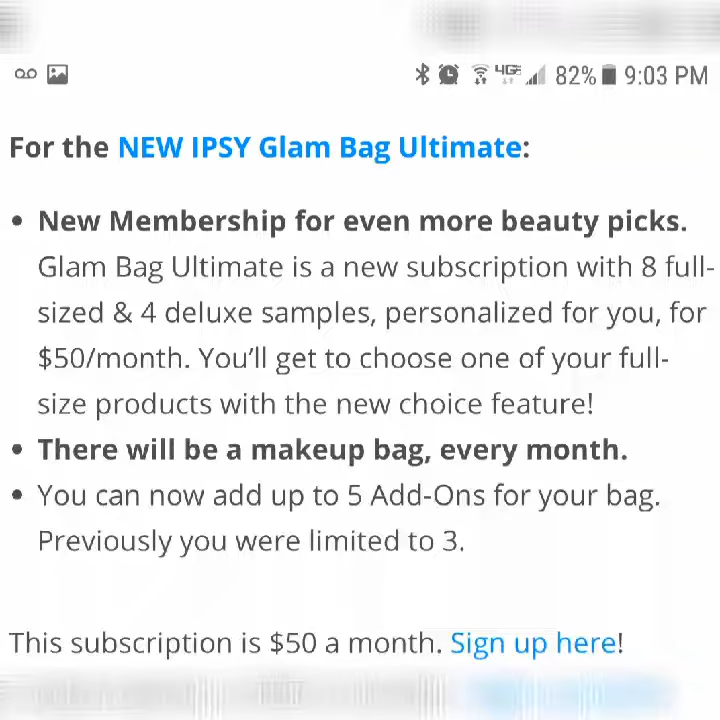 82% 9:03 PM
For the NEW IPSY Glam Bag Ultimate:
• New Membership for even more beauty picks.
Glam Bag Ultimate is a new subscription with 8 full-
sized & 4 deluxe samples, personalized for you, for
$50/month. You'll get to choose one of your full-
size products with the new choice feature!
• There will be a makeup bag, every month.
• You can now add up to 5 Add-Ons for your bag.
Previously you were limited to 3.
This subscription is $50 a month. Sign up here!